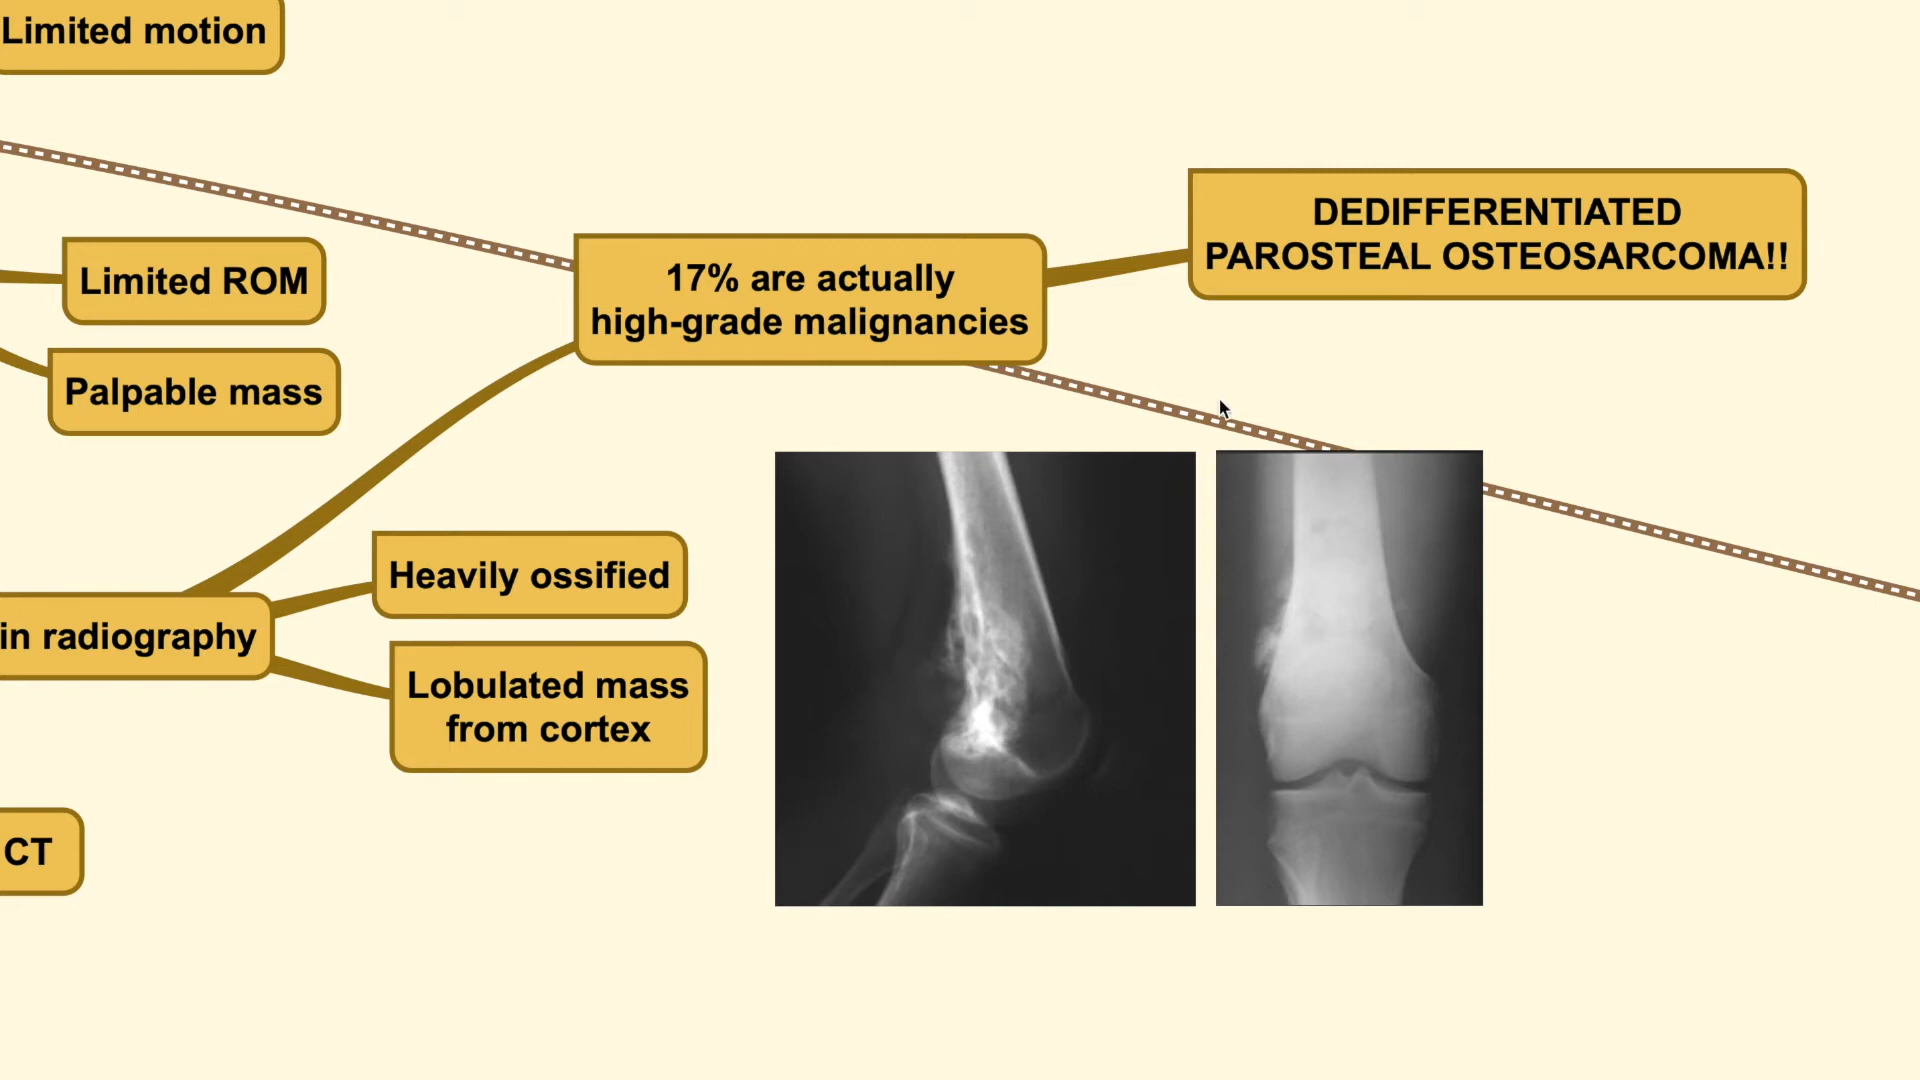 Limited motion
DEDIFFERENTIATED
PAROSTEAL OSTEOSARCOMA!!
17% are actually
high-grade malignancies
Limited ROM
Palpable mass
Heavily ossified
in radiography
Lobulated mass
from cortex
CT